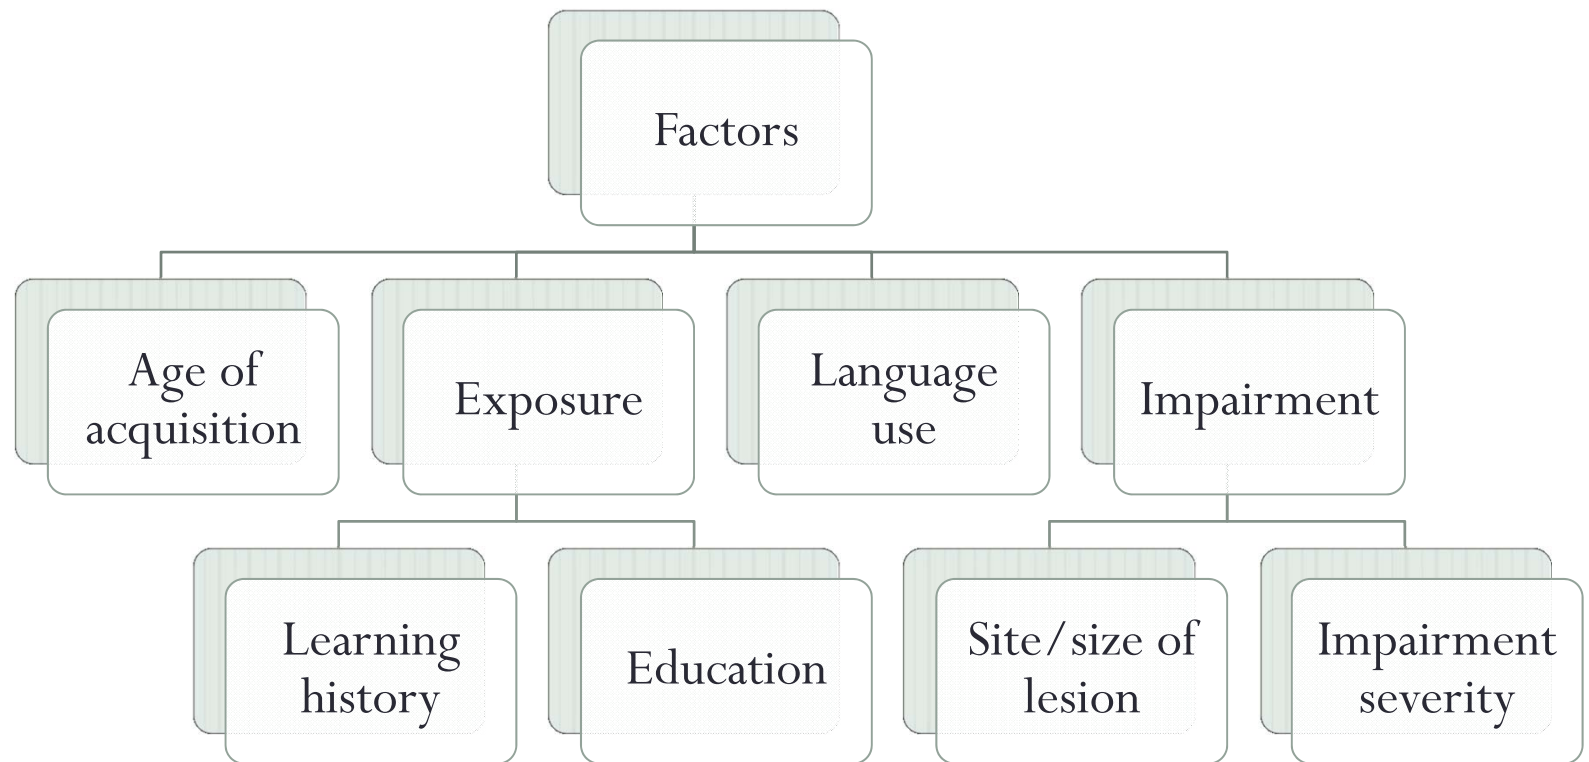 Factors
Age of
acquisition
Exposure
Language
use
Impairment
Learning
history
Education
Site/size of
lesion
Impairment
severity